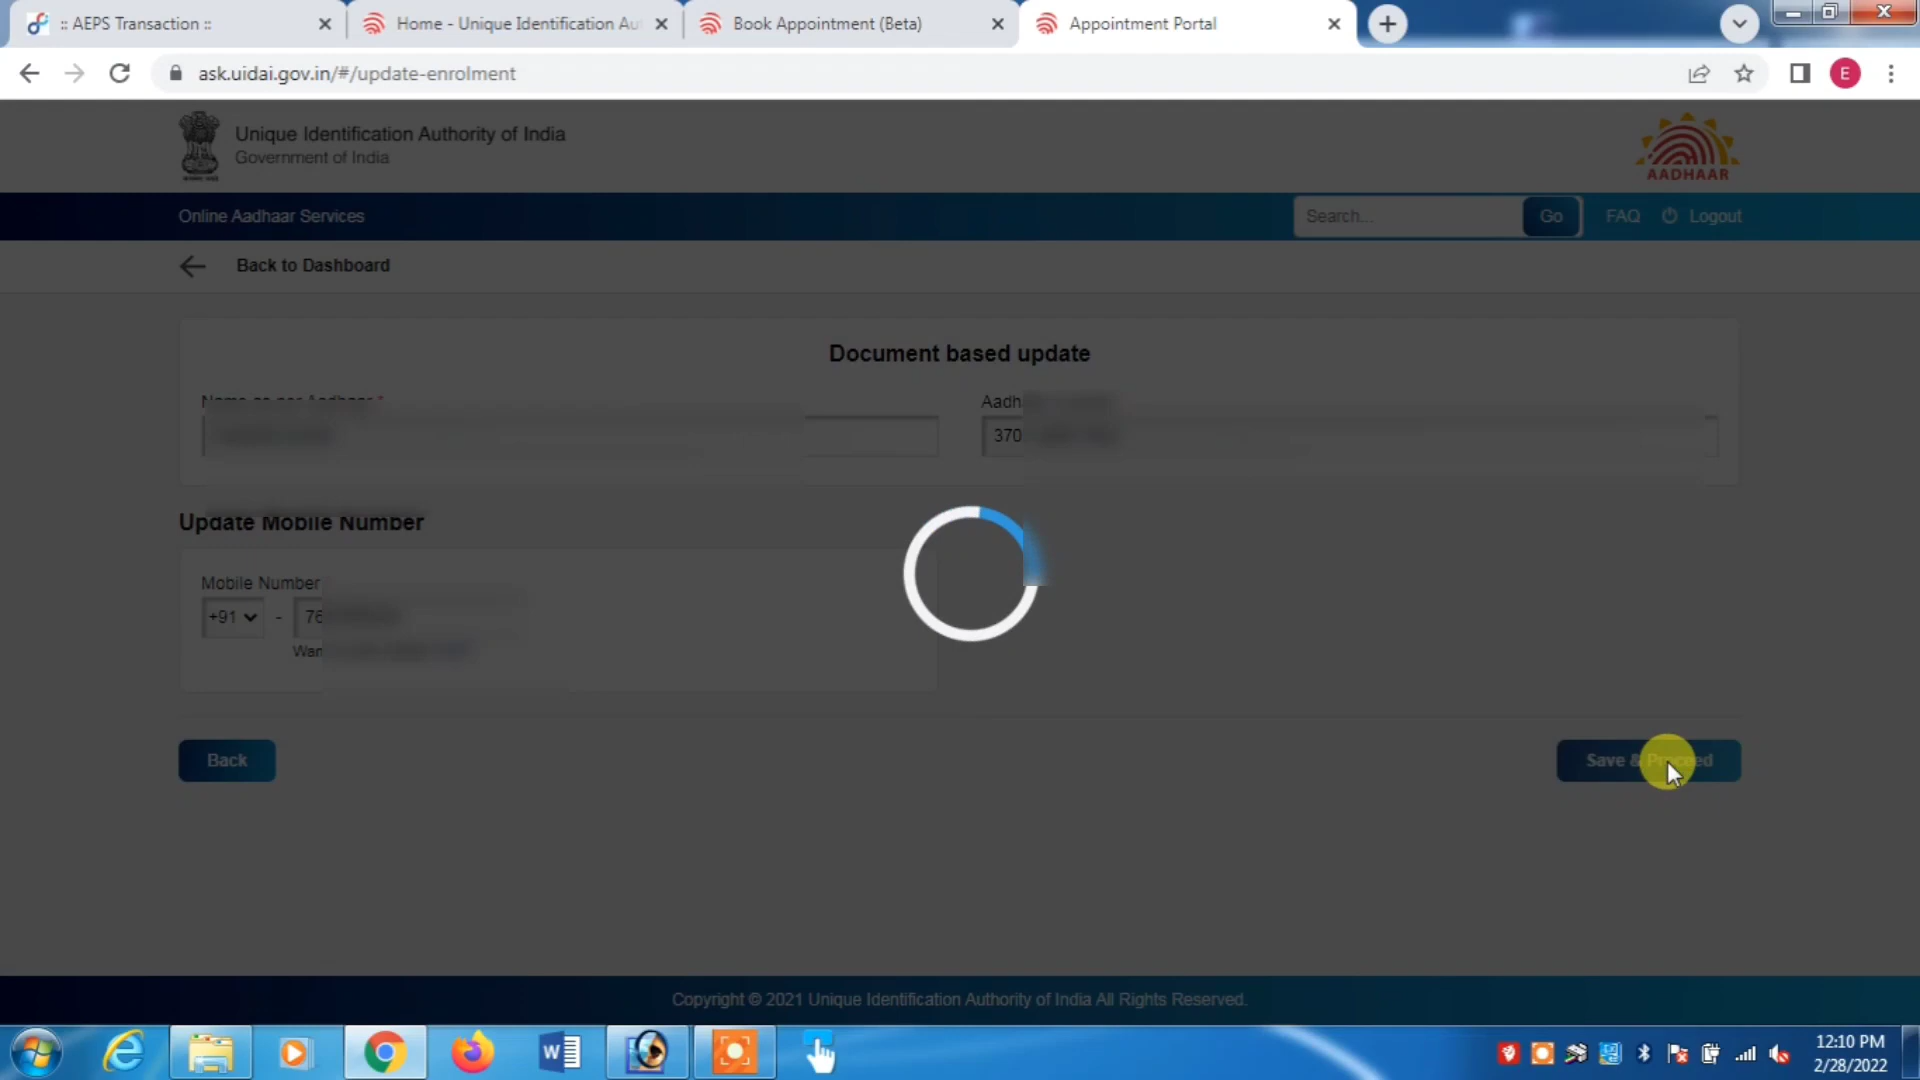 :: AEPS Transaction ::
Home - Unique Identification Au
Book Appointment (Beta)
Appointment Portal
ask.uidai.gov.in/#/update-enrolment
E
Unique Identification Authority of India
Government of India
AADHAAR
Online Aadhaar Services
Search...
Go
FAQ
Logout
Back to Dashboard
Document based update
Name as per Aadhaar *
Aadh
370
Update Mobile Number
Mobile Number
+91
-
76
Wan
Back
Save & Proceed
Copyright © 2021 Unique Identification Authority of India All Rights Reserved.
12:10 PM
2/28/2022